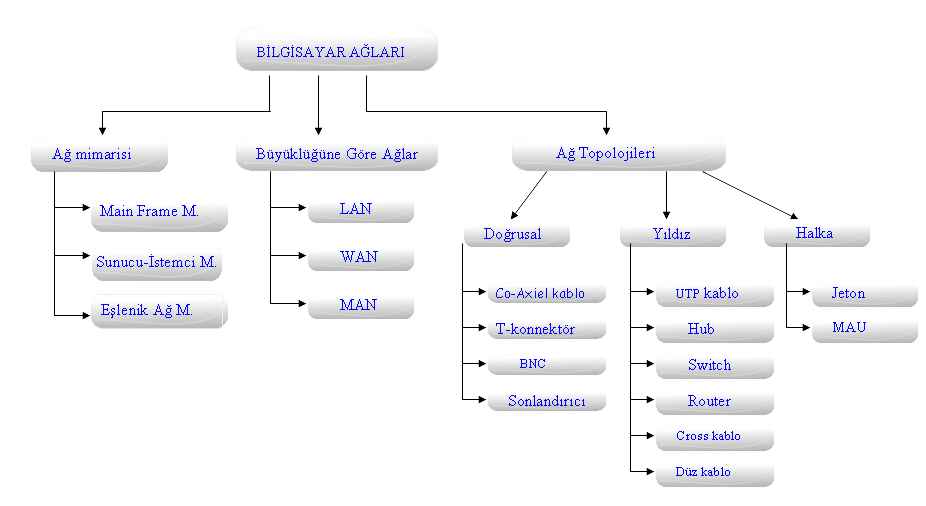 BİLGİSAYAR AĞLARI
Ağ mimarisi
Main Frame M.
Sunucu-İstemci M.
Eşlenik Ağ M.
Büyüklüğüne Göre Ağlar
LAN
WAN
MAN
Ağ Topolojileri
Doğrusal
Co-Axiel kablo
T-konnektör
BNC
Sonlandırıcı
Yıldız
UTP kablo
Hub
Switch
Router
Cross kablo
Düz kablo
Halka
Jeton
MAU